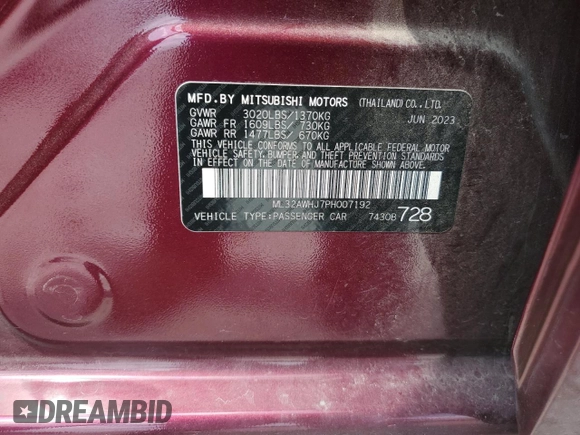 MFD.BY MITSUBISHI MOTORS (THAILAND)CO.,LTD.
GVWR 3020LBS/1370KG JUN 2023
GAWR FR 1609LBS/ 730KG
GAWR RR 1477LBS/ 670KG
THIS VEHICLE CONFORMS TO ALL APPLICABLE FEDERAL MOTOR
VEHICLE SAFETY, BUMPER, AND THEFT PREVENTION STANDARDS
IN EFFECT ON THE DATE OF MANUFACTURE SHOWN ABOVE.
ML32AWHJ7PH007192
VEHICLE TYPE:PASSENGER CAR 7430B 728
DREAMBID